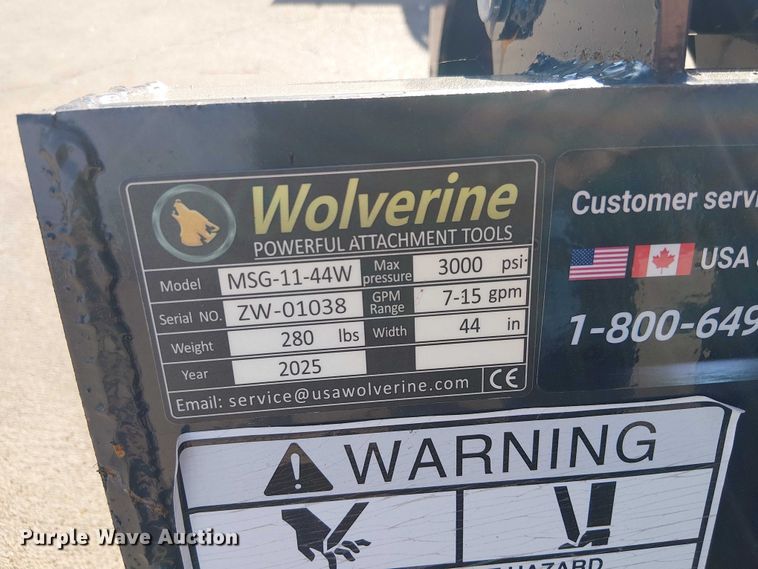 Wolverine
POWERFUL ATTACHMENT TOOLS
Model MSG-11-44W Max pressure 3000 psi
Serial NO. ZW-01038 GPM Range 7-15 gpm
Weight 280 lbs Width 44 in
Year 2025
Email: service@usawolverine.com CE
Customer
USA
1-800-649
WARNING
HAZARD
Purple Wave Auction